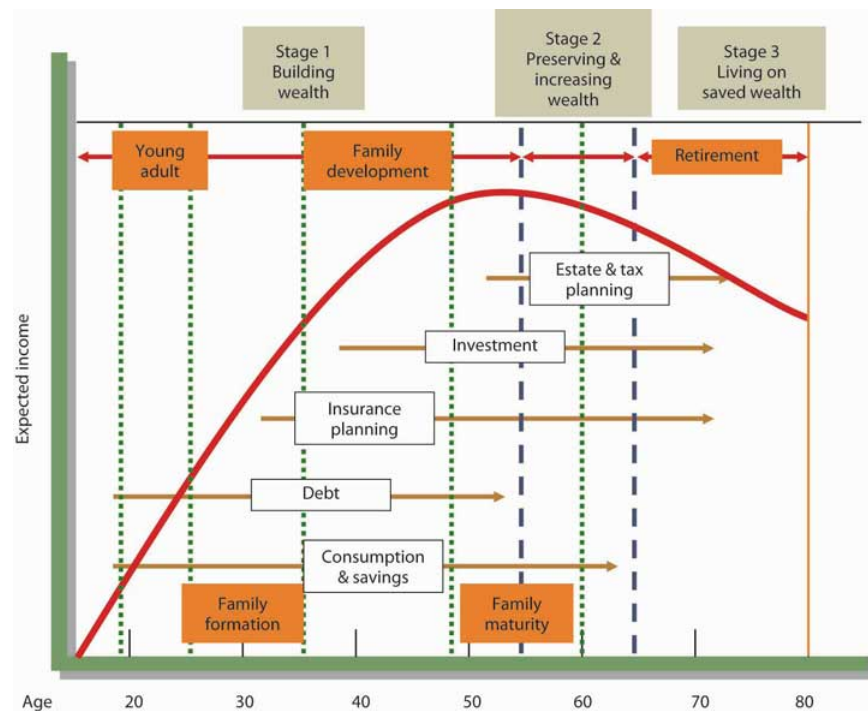 Stage 1
Building
wealth
Stage 2
Preserving &
increasing
wealth
Stage 3
Living on
saved wealth
Young
adult
Family
development
Retirement
Estate & tax
planning
Investment
Insurance
planning
Debt
Consumption
& savings
Family
formation
Family
maturity
Expected income
Age 20 30 40 50 60 70 80